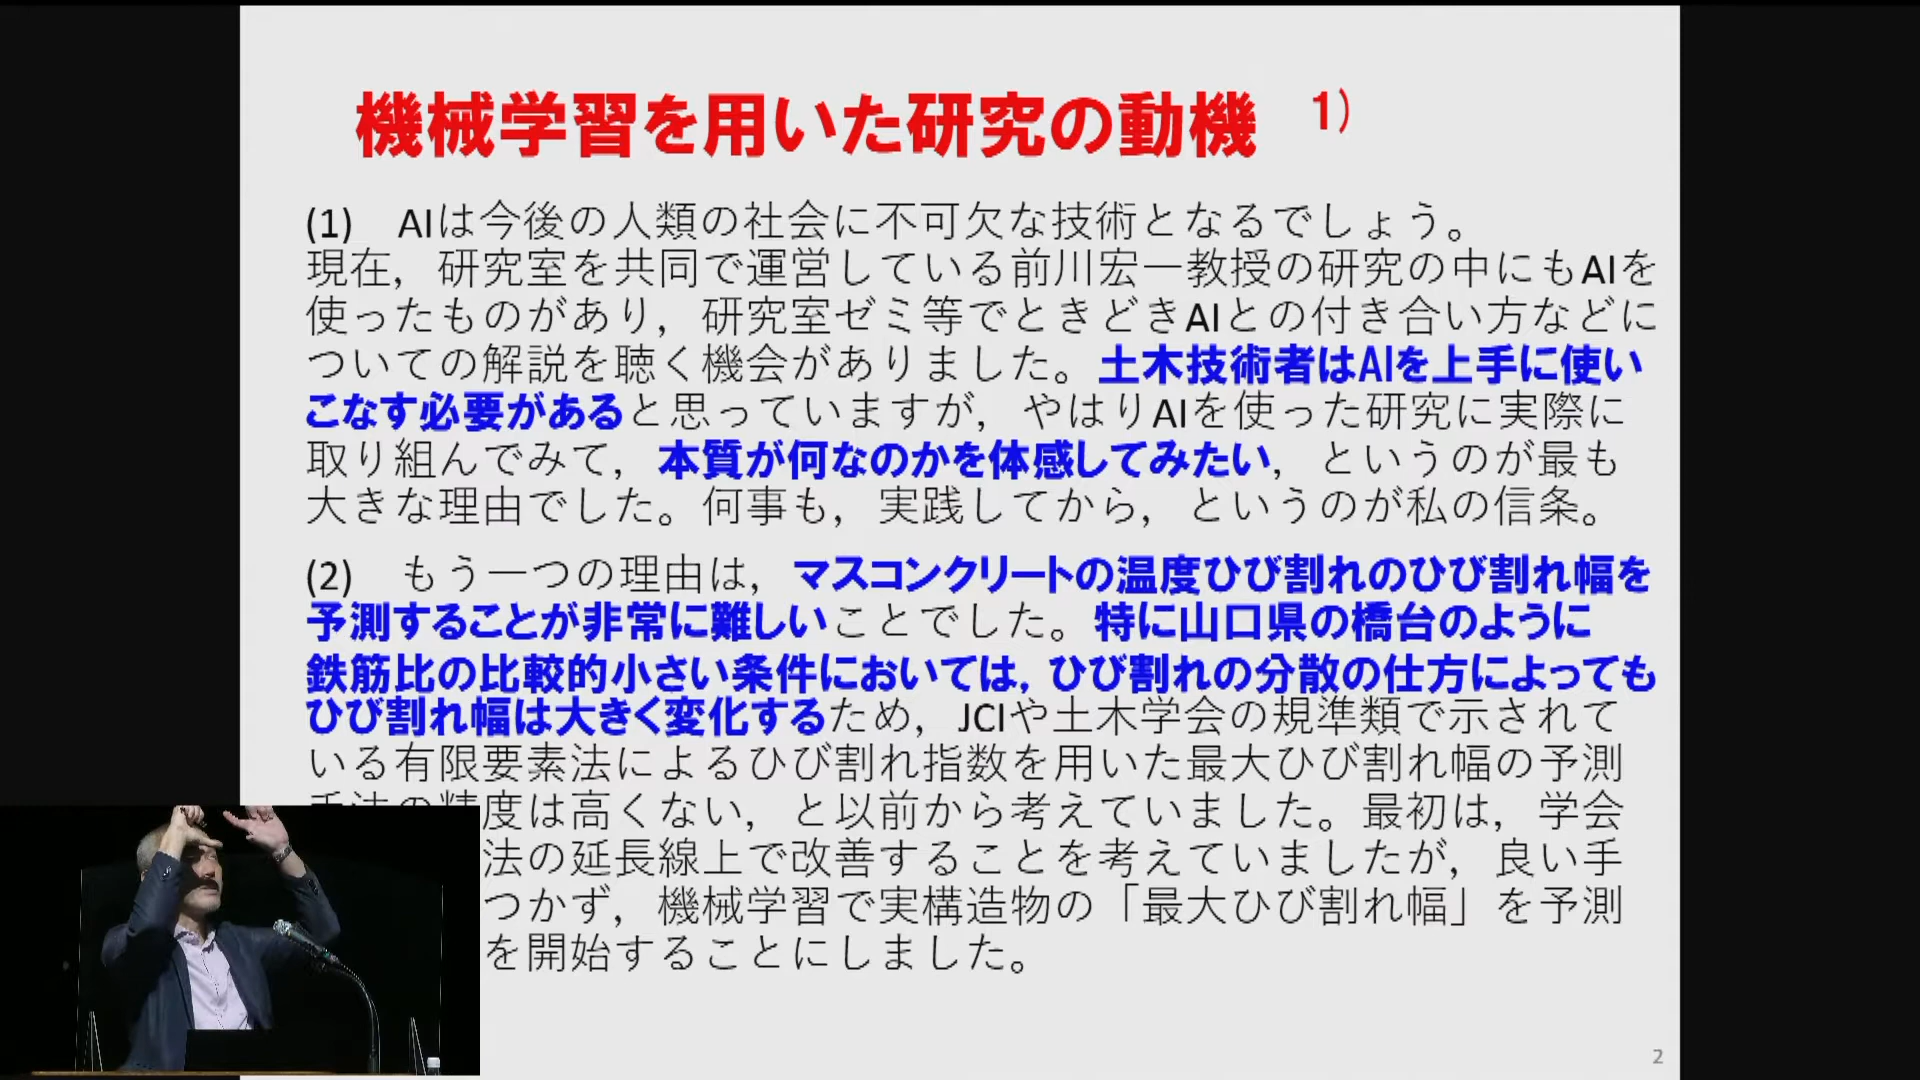 機械学習を用いた研究の動機 1)
(1) AIは今後の人類の社会に不可欠な技術となるでしょう。
現在，研究室を共同で運営している前川宏一教授の研究の中にもAIを
使ったものがあり，研究室ゼミ等でときどきAIとの付き合い方などに
ついての解説を聴く機会がありました。土木技術者はAIを上手に使い
こなす必要があると思っていますが，やはりAIを使った研究に実際に
取り組んでみて，本質が何なのかを体感してみたい，というのが最も
大きな理由でした。何事も，実践してから，というのが私の信条。
(2) もう一つの理由は，マスコンクリートの温度ひび割れのひび割れ幅を
予測することが非常に難しいことでした。特に山口県の橋台のように
鉄筋比の比較的小さい条件においては，ひび割れの分散の仕方によっても
ひび割れ幅は大きく変化するため，JCIや土木学会の規準類で示されて
いる有限要素法によるひび割れ指数を用いた最大ひび割れ幅の予測
度は高くない，と以前から考えていました。最初は，学会
法の延長線上で改善することを考えていましたが，良い手
つかず，機械学習で実構造物の「最大ひび割れ幅」を予測
を開始することにしました。
2